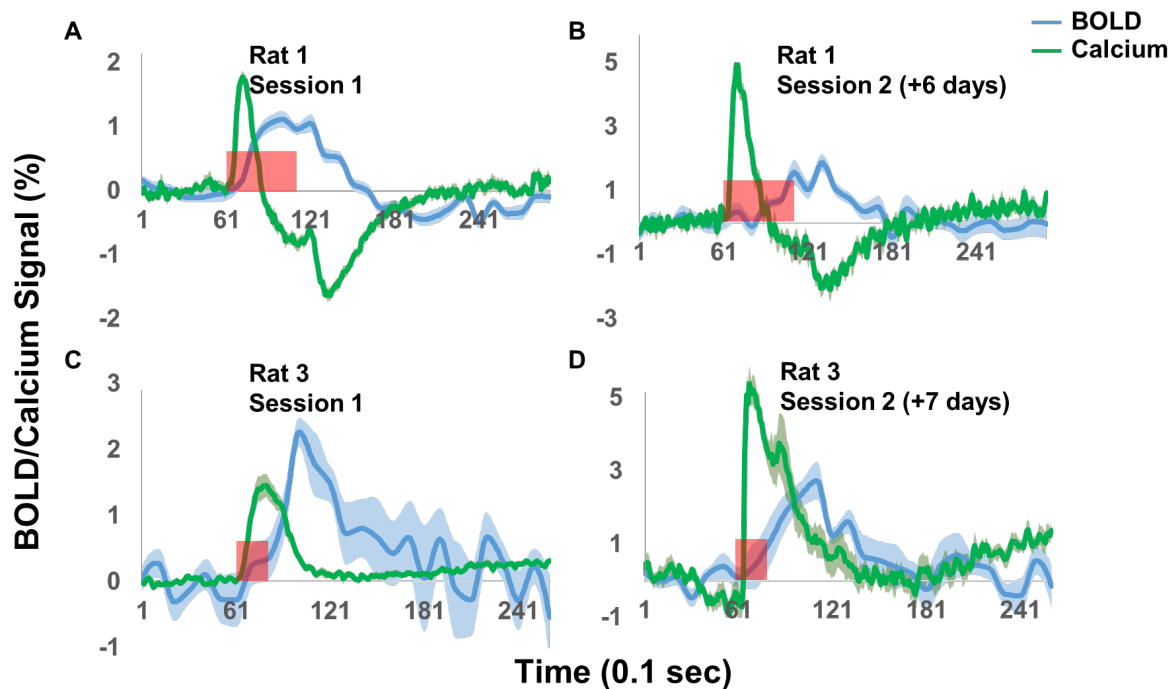 BOLD
Calcium
BOLD/Calcium Signal (%)
A
Rat 1
Session 1
2
1
0
-1
-2
1 61 121 181 241
B
Rat 1
Session 2 (+6 days)
5
3
1
-1
-3
1 61 121 181 241
C
Rat 3
Session 1
3
2
1
0
-1
1 61 121 181 241
D
Rat 3
Session 2 (+7 days)
5
3
1
-1
1 61 121 181 241
Time (0.1 sec)